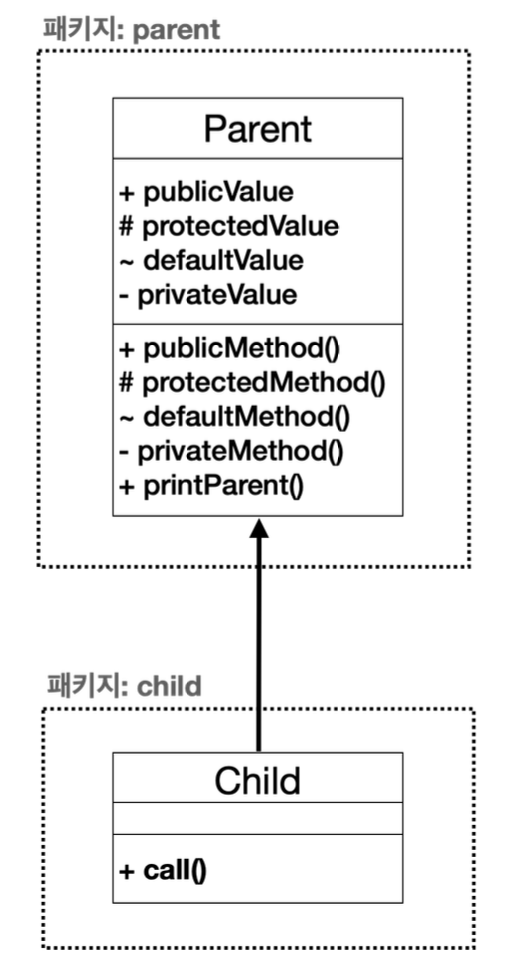 패키지: parent
Parent
+ publicValue
# protectedValue
~ defaultValue
- privateValue
+ publicMethod()
# protectedMethod()
~ defaultMethod()
- privateMethod()
+ printParent()
패키지: child
Child
+ call()